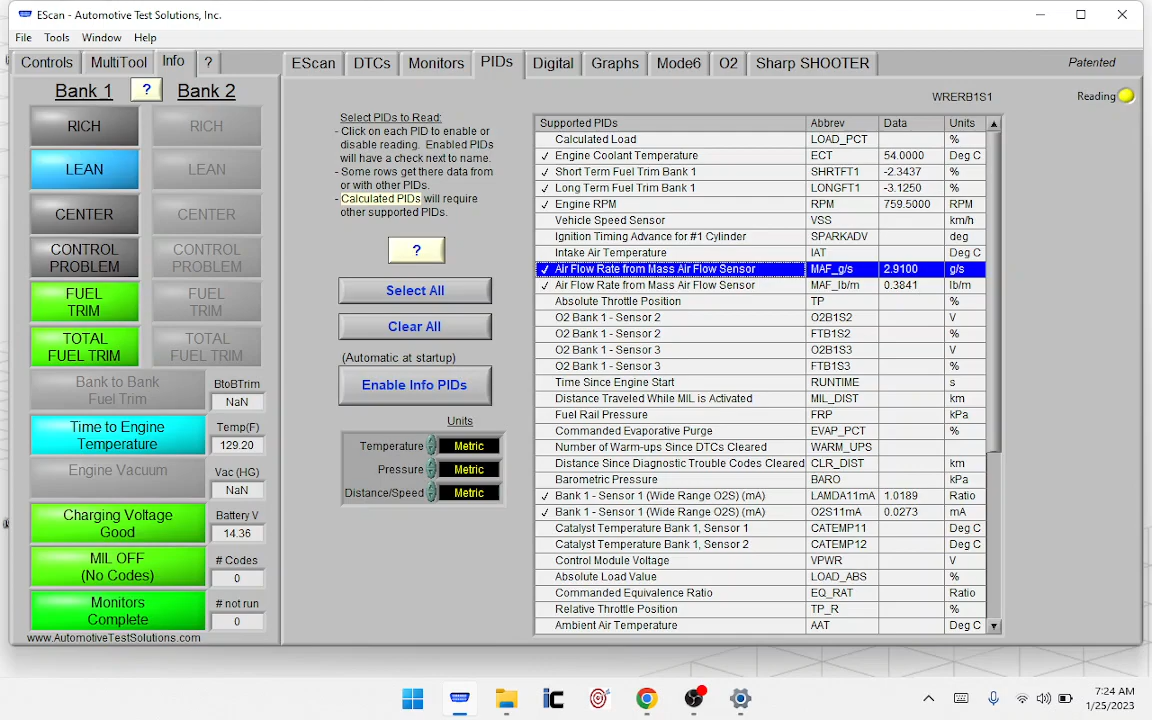 EScan - Automotive Test Solutions, Inc.
File Tools Window Help
Controls MultiTool Info ?
EScan DTCs Monitors PIDs Digital Graphs Mode6 O2 Sharp SHOOTER
Patented
Bank 1 ? Bank 2
RICH RICH
LEAN LEAN
CENTER CENTER
CONTROL PROBLEM CONTROL PROBLEM
FUEL TRIM FUEL TRIM
TOTAL FUEL TRIM TOTAL FUEL TRIM
Bank to Bank Fuel Trim BtoBTrim NaN
Time to Engine Temperature Temp(F) 129.20
Engine Vacuum Vac (HG) NaN
Charging Voltage Good Battery V 14.36
MIL OFF (No Codes) # Codes 0
Monitors Complete # not run 0
www.AutomotiveTestSolutions.com
Select PIDs to Read:
- Click on each PID to enable or
disable reading. Enabled PIDs
will have a check next to name.
- Some rows get there data from
or with other PIDs.
- Calculated PIDs will require
other supported PIDs.
?
Select All
Clear All
(Automatic at startup)
Enable Info PIDs
Units
Temperature Metric
Pressure Metric
Distance/Speed Metric
WRERB1S1
Reading
Supported PIDs Abbrev Data Units
Calculated Load LOAD_PCT %
✓ Engine Coolant Temperature ECT 54.0000 Deg C
✓ Short Term Fuel Trim Bank 1 SHRTFT1 -2.3437 %
✓ Long Term Fuel Trim Bank 1 LONGFT1 -3.1250 %
✓ Engine RPM RPM 759.5000 RPM
Vehicle Speed Sensor VSS km/h
Ignition Timing Advance for #1 Cylinder SPARKADV deg
Intake Air Temperature IAT Deg C
✓ Air Flow Rate from Mass Air Flow Sensor MAF_g/s 2.9100 g/s
✓ Air Flow Rate from Mass Air Flow Sensor MAF_lb/m 0.3841 lb/m
Absolute Throttle Position TP %
O2 Bank 1 - Sensor 2 O2B1S2 V
O2 Bank 1 - Sensor 2 FTB1S2 %
O2 Bank 1 - Sensor 3 O2B1S3 V
O2 Bank 1 - Sensor 3 FTB1S3 %
Time Since Engine Start RUNTIME s
Distance Traveled While MIL is Activated MIL_DIST km
Fuel Rail Pressure FRP kPa
Commanded Evaporative Purge EVAP_PCT %
Number of Warm-ups Since DTCs Cleared WARM_UPS
Distance Since Diagnostic Trouble Codes Cleared CLR_DIST km
Barometric Pressure BARO kPa
✓ Bank 1 - Sensor 1 (Wide Range O2S) (mA) LAMDA11mA 1.0189 Ratio
✓ Bank 1 - Sensor 1 (Wide Range O2S) (mA) O2S11mA 0.0273 mA
Catalyst Temperature Bank 1, Sensor 1 CATEMP11 Deg C
Catalyst Temperature Bank 1, Sensor 2 CATEMP12 Deg C
Control Module Voltage VPWR V
Absolute Load Value LOAD_ABS %
Commanded Equivalence Ratio EQ_RAT Ratio
Relative Throttle Position TP_R %
Ambient Air Temperature AAT Deg C
IC
7:24 AM
1/25/2023